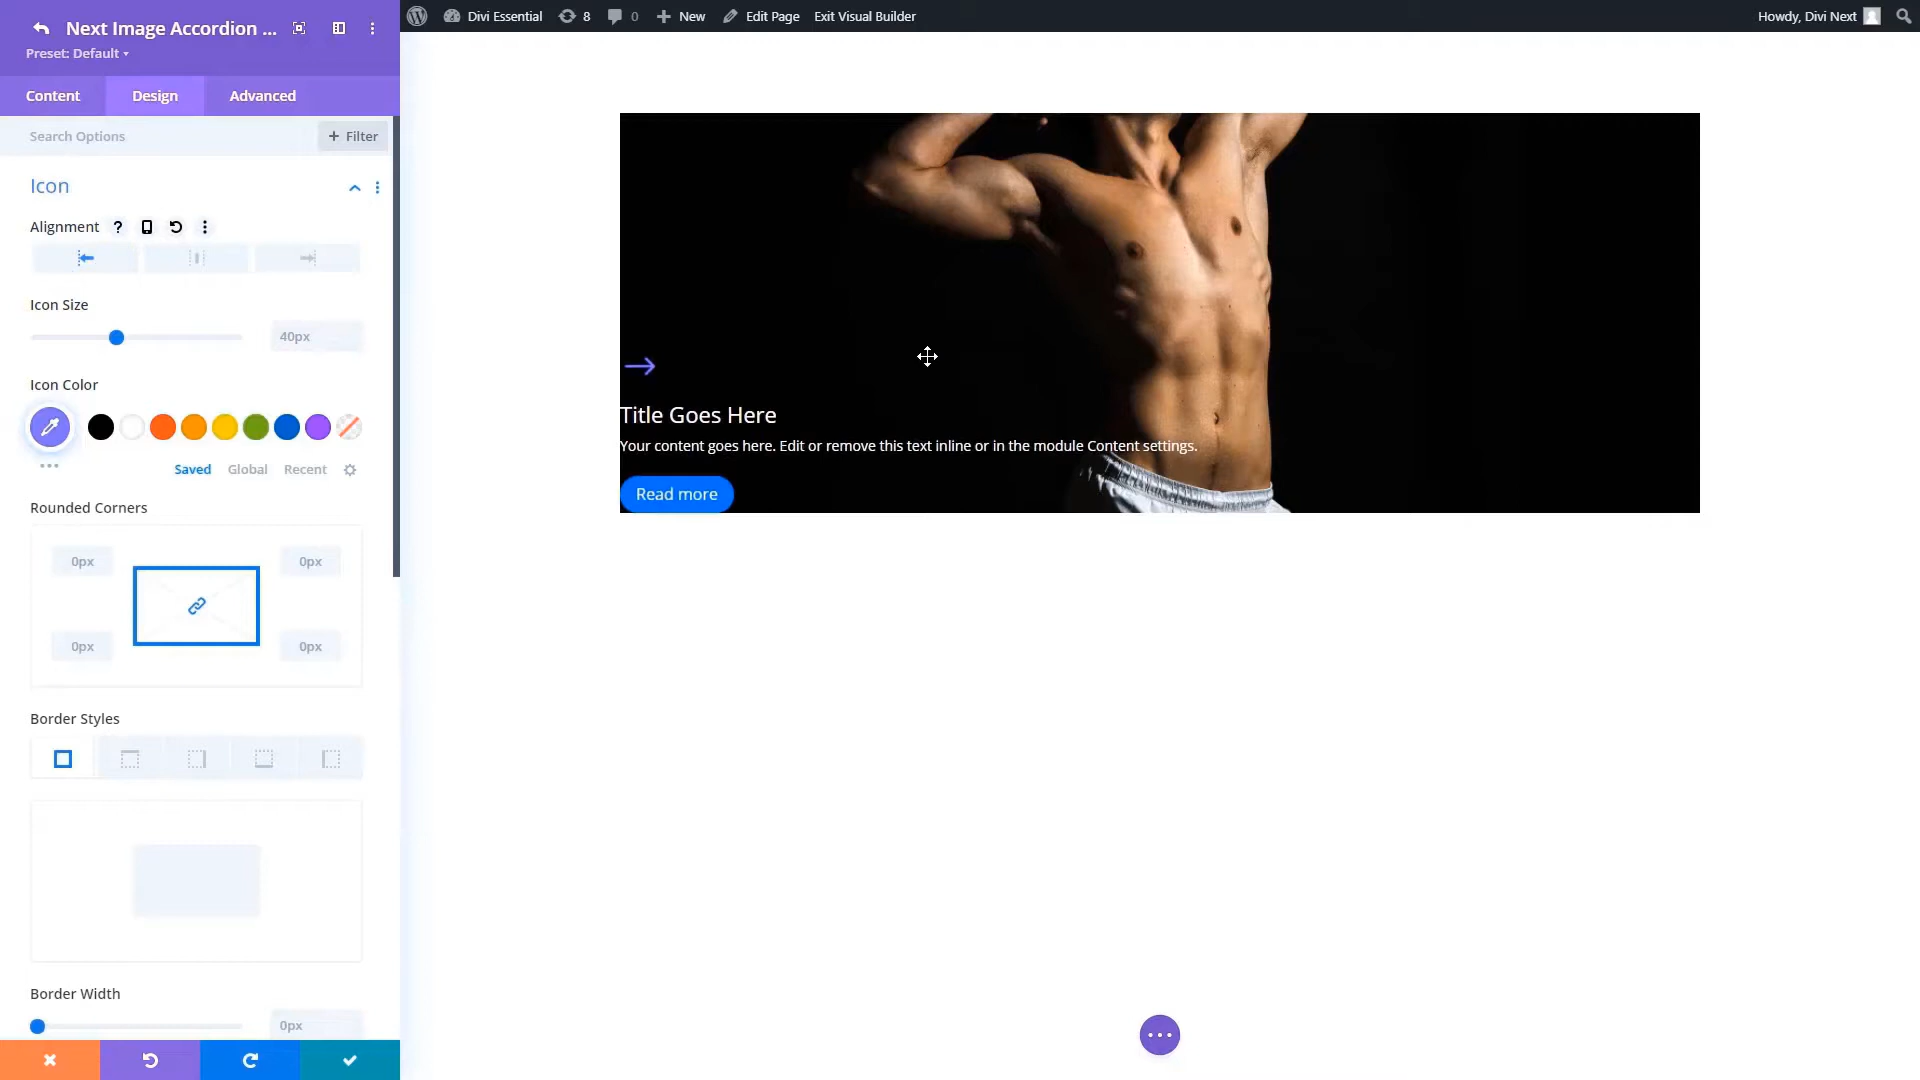 Next Image Accordion ...
Preset: Default
Content
Design
Advanced
Search Options
+ Filter
Icon
Alignment ?
Icon Size
40px
Icon Color
Saved
Global
Recent
Rounded Corners
0px
0px
0px
0px
Border Styles
Border Width
0px
Divi Essential
8
0
New
Edit Page
Exit Visual Builder
Howdy, Divi Next
Title Goes Here
Your content goes here. Edit or remove this text inline or in the module Content settings.
Read more